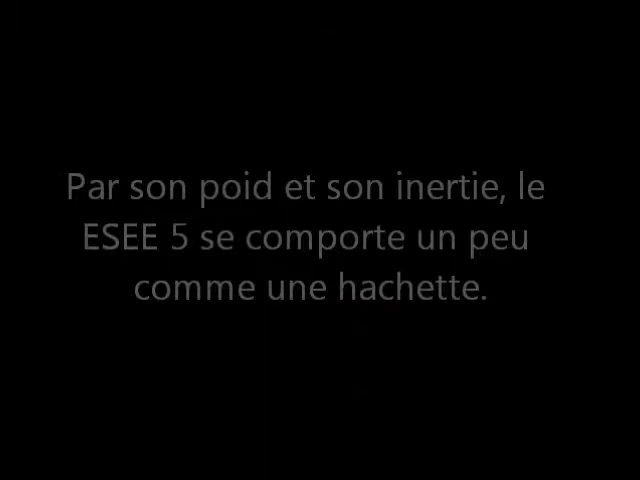 Par son poid et son inertie, le
ESEE 5 se comporte un peu
comme une hachette.